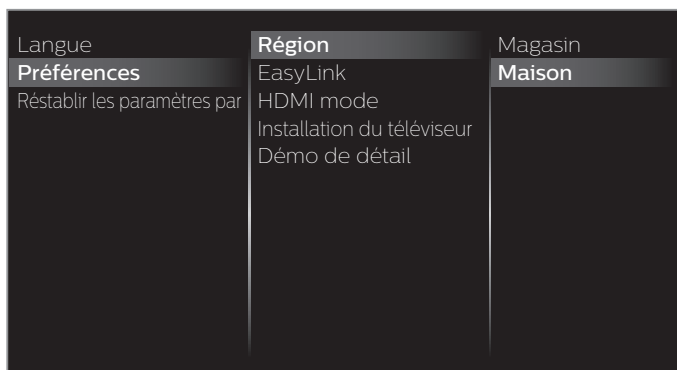 Langue
Préférences
Réstablir les paramètres par
Région
EasyLink
HDMI mode
Installation du téléviseur
Démo de détail
Magasin
Maison